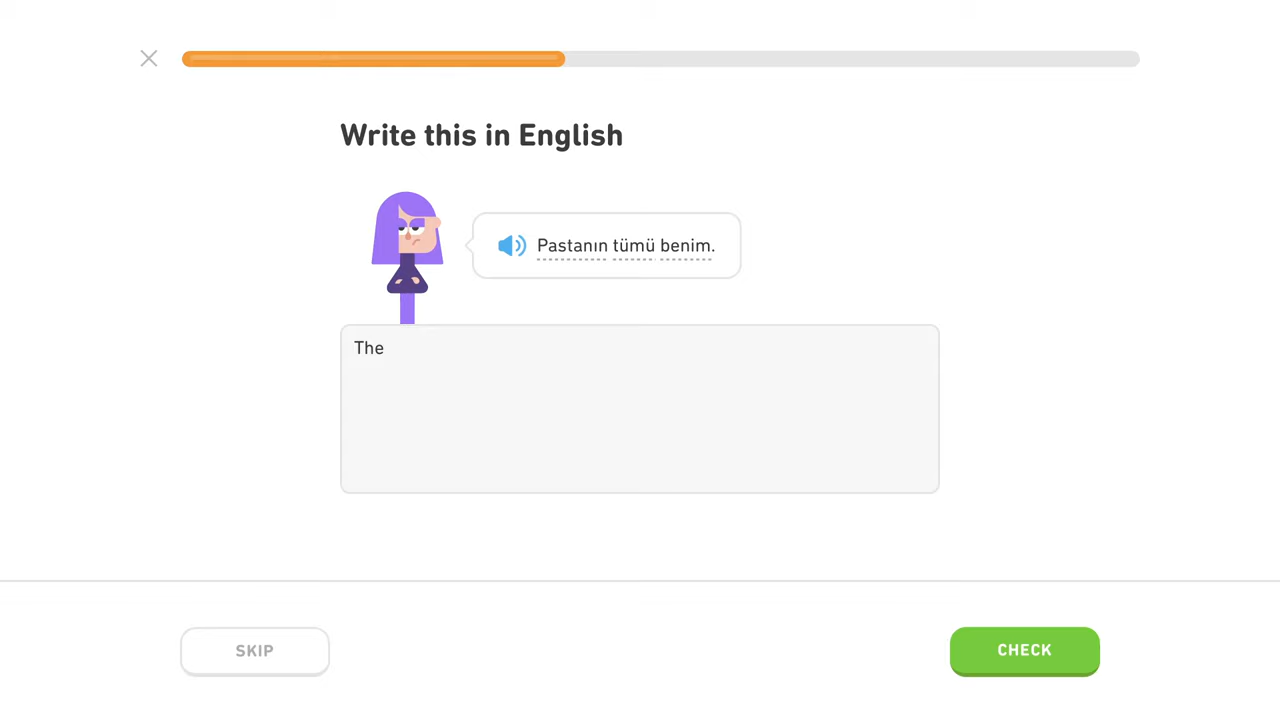 Write this in English
Pastanın tümü benim.
The
SKIP
CHECK